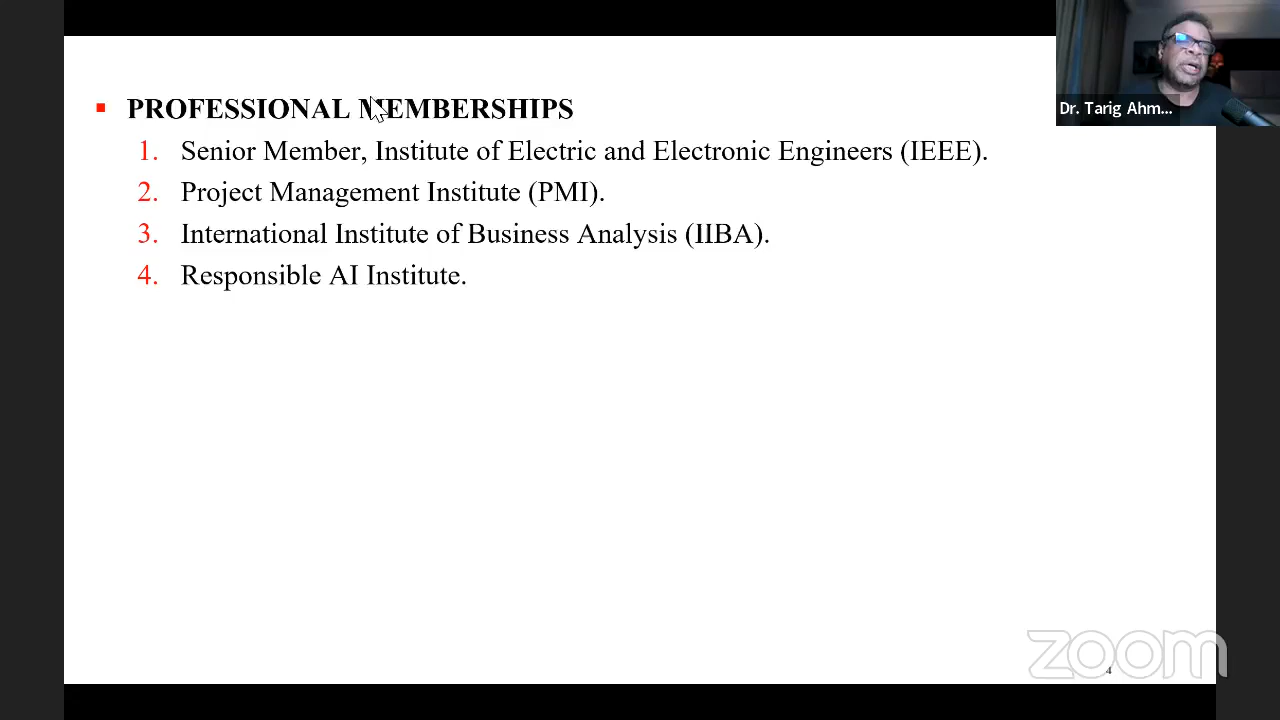 PROFESSIONAL MEMBERSHIPS
1. Senior Member, Institute of Electric and Electronic Engineers (IEEE).
2. Project Management Institute (PMI).
3. International Institute of Business Analysis (IIBA).
4. Responsible AI Institute.
Dr. Tarig Ahm...
zoom
4